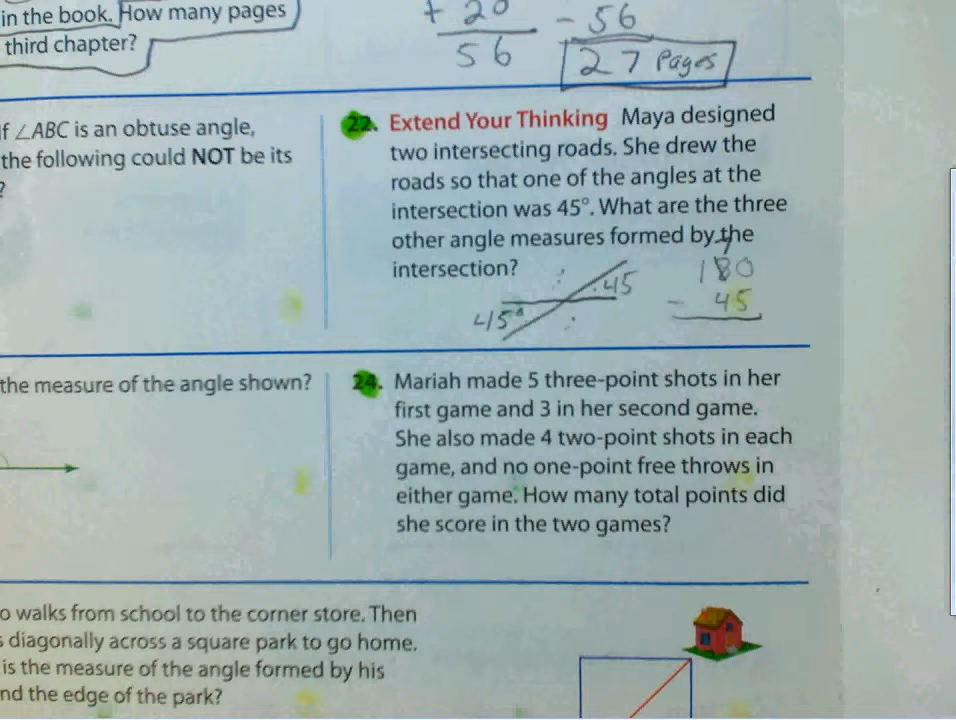 in the book. How many pages
third chapter?
+ 20
56
- 56
27 Pages
If ∠ABC is an obtuse angle,
the following could NOT be its
?
22. Extend Your Thinking Maya designed
two intersecting roads. She drew the
roads so that one of the angles at the
intersection was 45°. What are the three
other angle measures formed by the
intersection?
45
45°
7
180
- 45
the measure of the angle shown?
24. Mariah made 5 three-point shots in her
first game and 3 in her second game.
She also made 4 two-point shots in each
game, and no one-point free throws in
either game. How many total points did
she score in the two games?
o walks from school to the corner store. Then
s diagonally across a square park to go home.
is the measure of the angle formed by his
nd the edge of the park?